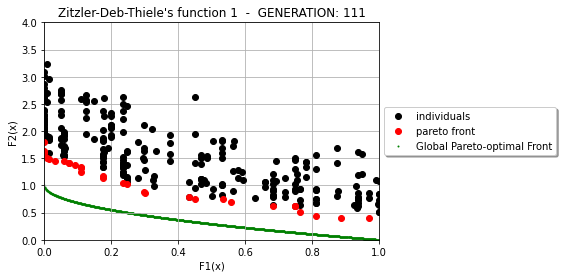 Zitzler-Deb-Thiele's function 1 - GENERATION: 111
4.0
3.5
3.0
2.5
2.0
1.5
1.0
0.5
0.0
F2(x)
0.0 0.2 0.4 0.6 0.8 1.0
F1(x)
individuals
pareto front
Global Pareto-optimal Front